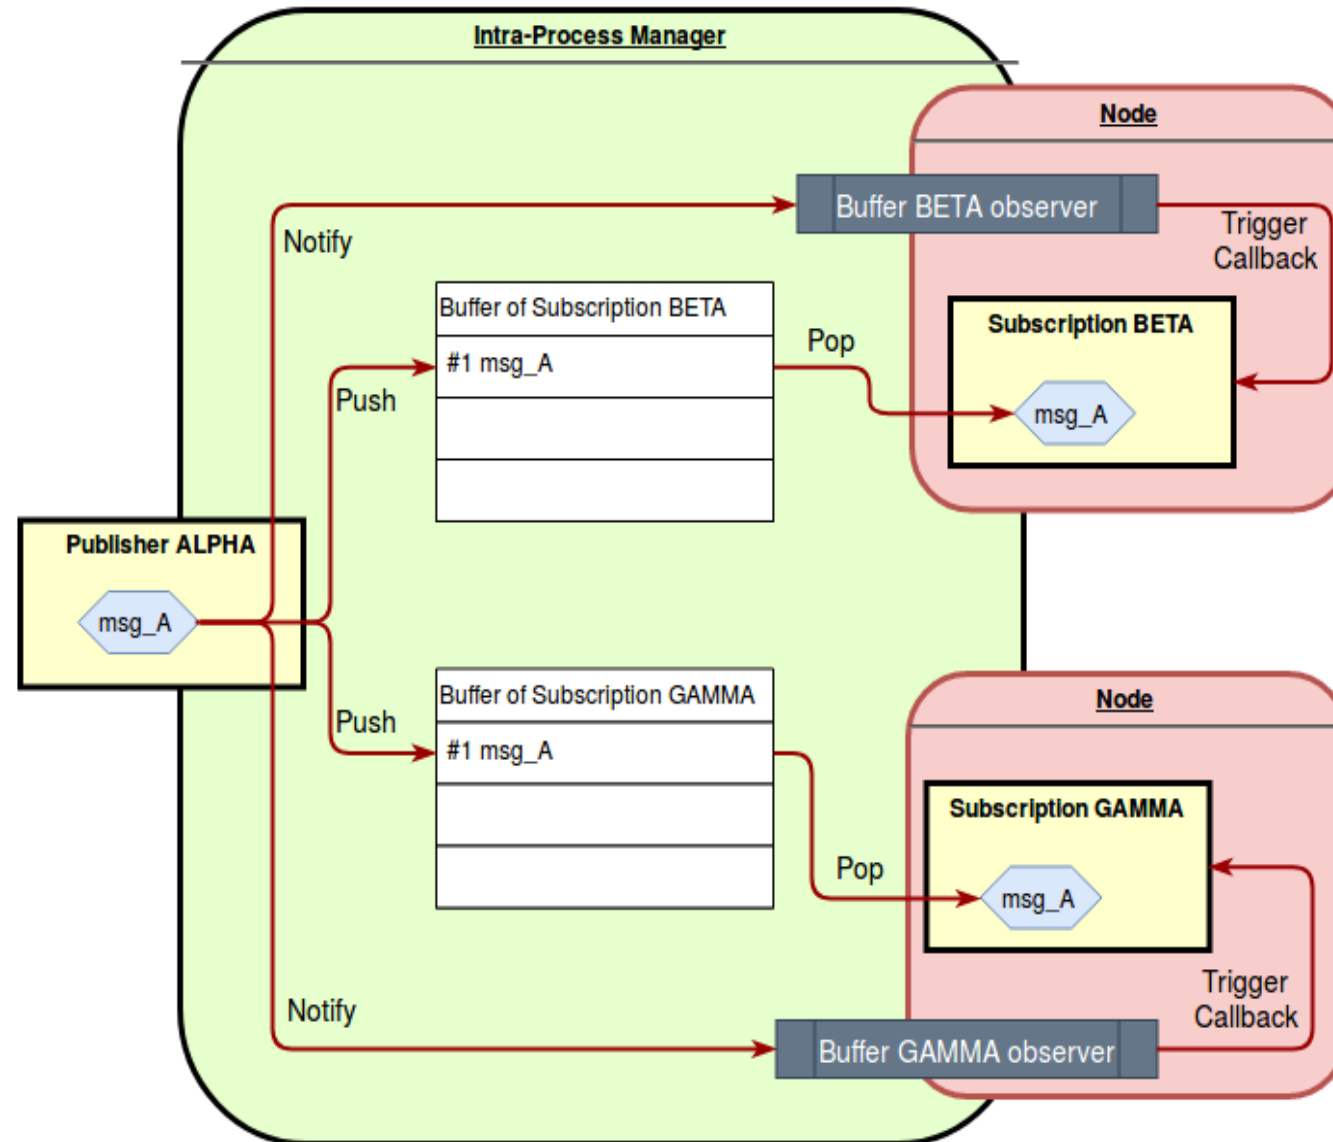 Intra-Process Manager
Node
Buffer BETA observer
Trigger
Callback
Notify
Buffer of Subscription BETA
#1 msg_A
Push
Pop
Subscription BETA
msg_A
Publisher ALPHA
msg_A
Buffer of Subscription GAMMA
#1 msg_A
Push
Pop
Node
Subscription GAMMA
msg_A
Trigger
Callback
Notify
Buffer GAMMA observer